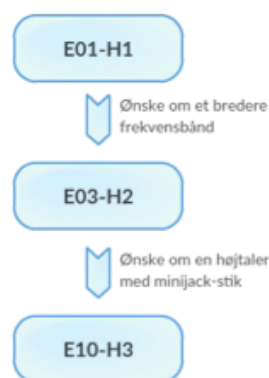 E01-H1
Ønske om et bredere
frekvensbånd
E03-H2
Ønske om en højtaler
med minijack-stik
E10-H3